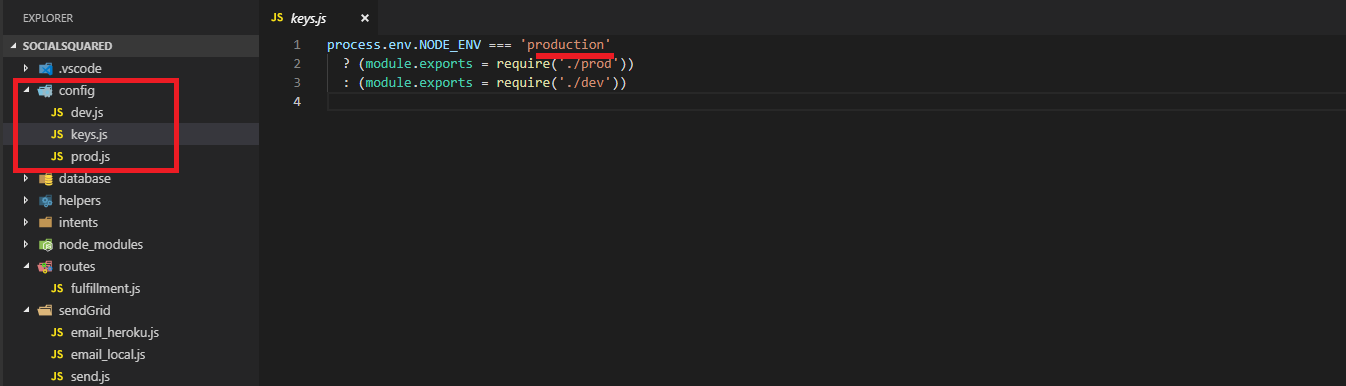 EXPLORER
SOCIALSQUARED
.vscode
config
JS dev.js
JS keys.js
JS prod.js
database
helpers
intents
node_modules
routes
JS fulfillment.js
sendGrid
JS email_heroku.js
JS email_local.js
JS send.js
JS keys.js ×
1 process.env.NODE_ENV === 'production'
2 ? (module.exports = require('./prod'))
3 : (module.exports = require('./dev'))
4